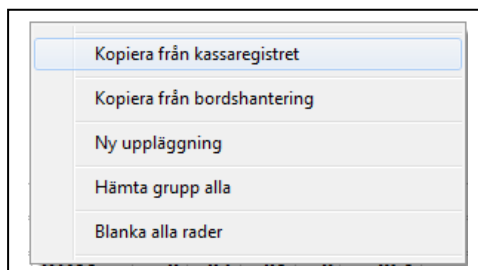 Kopiera från kassaregistret
Kopiera från bordshantering
Ny uppläggning
Hämta grupp alla
Blanka alla rader